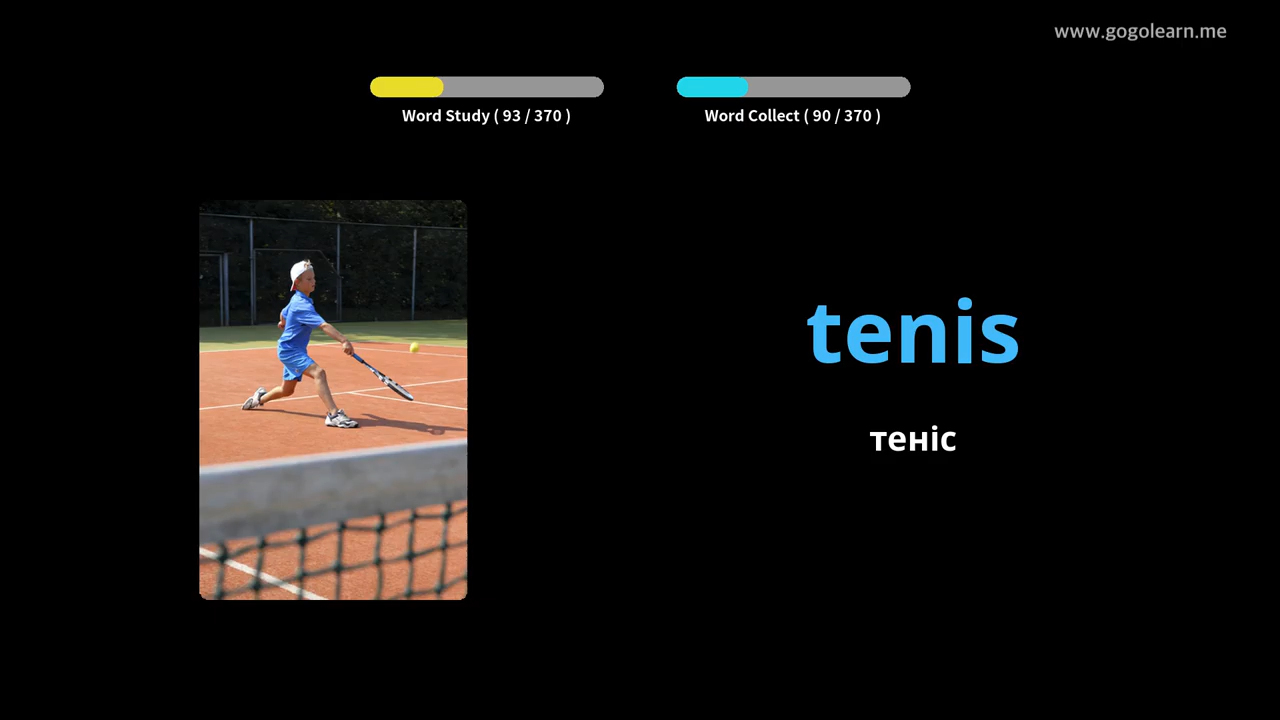 www.gogolearn.me
Word Study ( 93 / 370 )
Word Collect ( 90 / 370 )
tenis
теніс